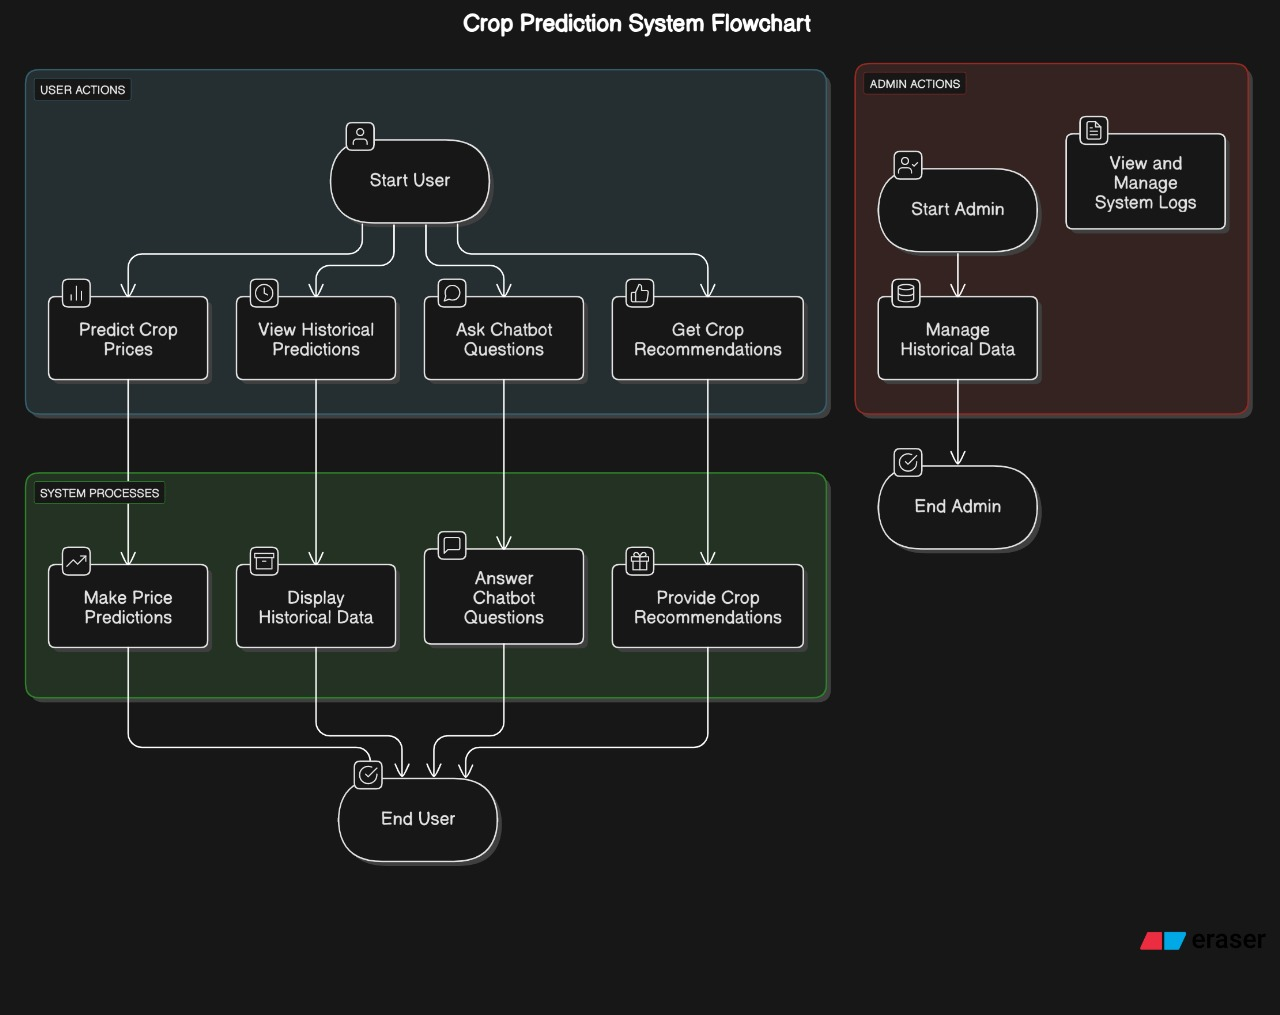 Crop Prediction System Flowchart
USER ACTIONS
Start User
Predict Crop
Prices
View Historical
Predictions
Ask Chatbot
Questions
Get Crop
Recommendations
ADMIN ACTIONS
Start Admin
View and
Manage
System Logs
Manage
Historical Data
End Admin
SYSTEM PROCESSES
Make Price
Predictions
Display
Historical Data
Answer
Chatbot
Questions
Provide Crop
Recommendations
End User
eraser